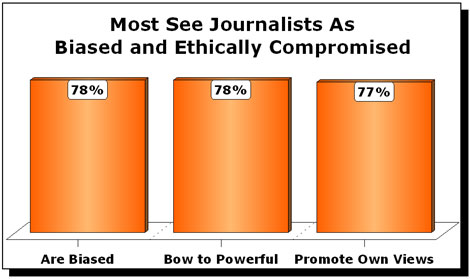 Most See Journalists As
Biased and Ethically Compromised
78%
78%
77%
Are Biased
Bow to Powerful
Promote Own Views